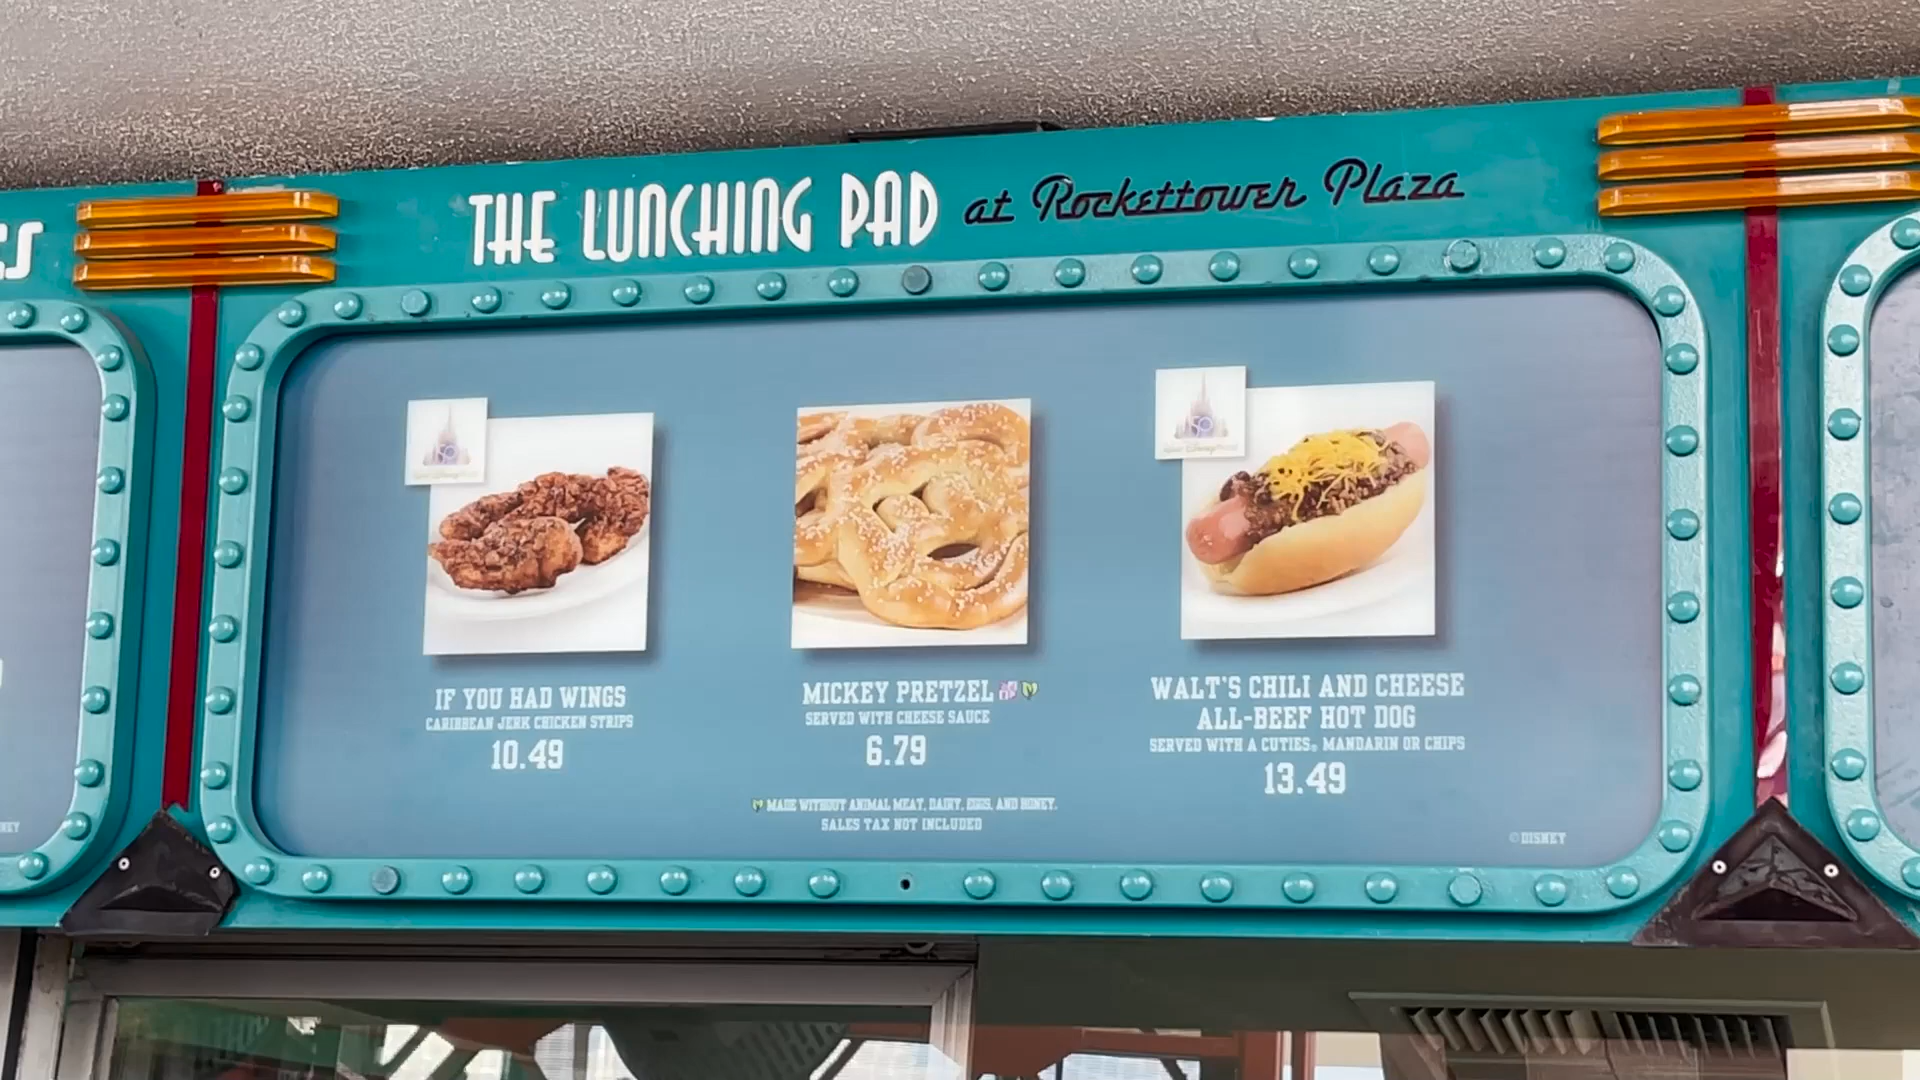 THE LUNCHING PAD at Rockettower Plaza
IF YOU HAD WINGS
CARIBBEAN JERK CHICKEN STRIPS
10.49
MICKEY PRETZEL
SERVED WITH CHEESE SAUCE
6.79
WALT'S CHILI AND CHEESE
ALL-BEEF HOT DOG
SERVED WITH A CUTIES® MANDARIN OR CHIPS
13.49
MADE WITHOUT ANIMAL MEAT, DAIRY, EGGS, AND HONEY.
SALES TAX NOT INCLUDED
©DISNEY
50
50